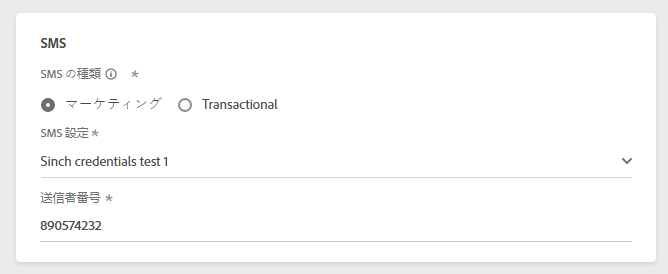 SMS
SMS の種類 *
マーケティング Transactional
SMS 設定 *
Sinch credentials test 1
送信者番号 *
890574232